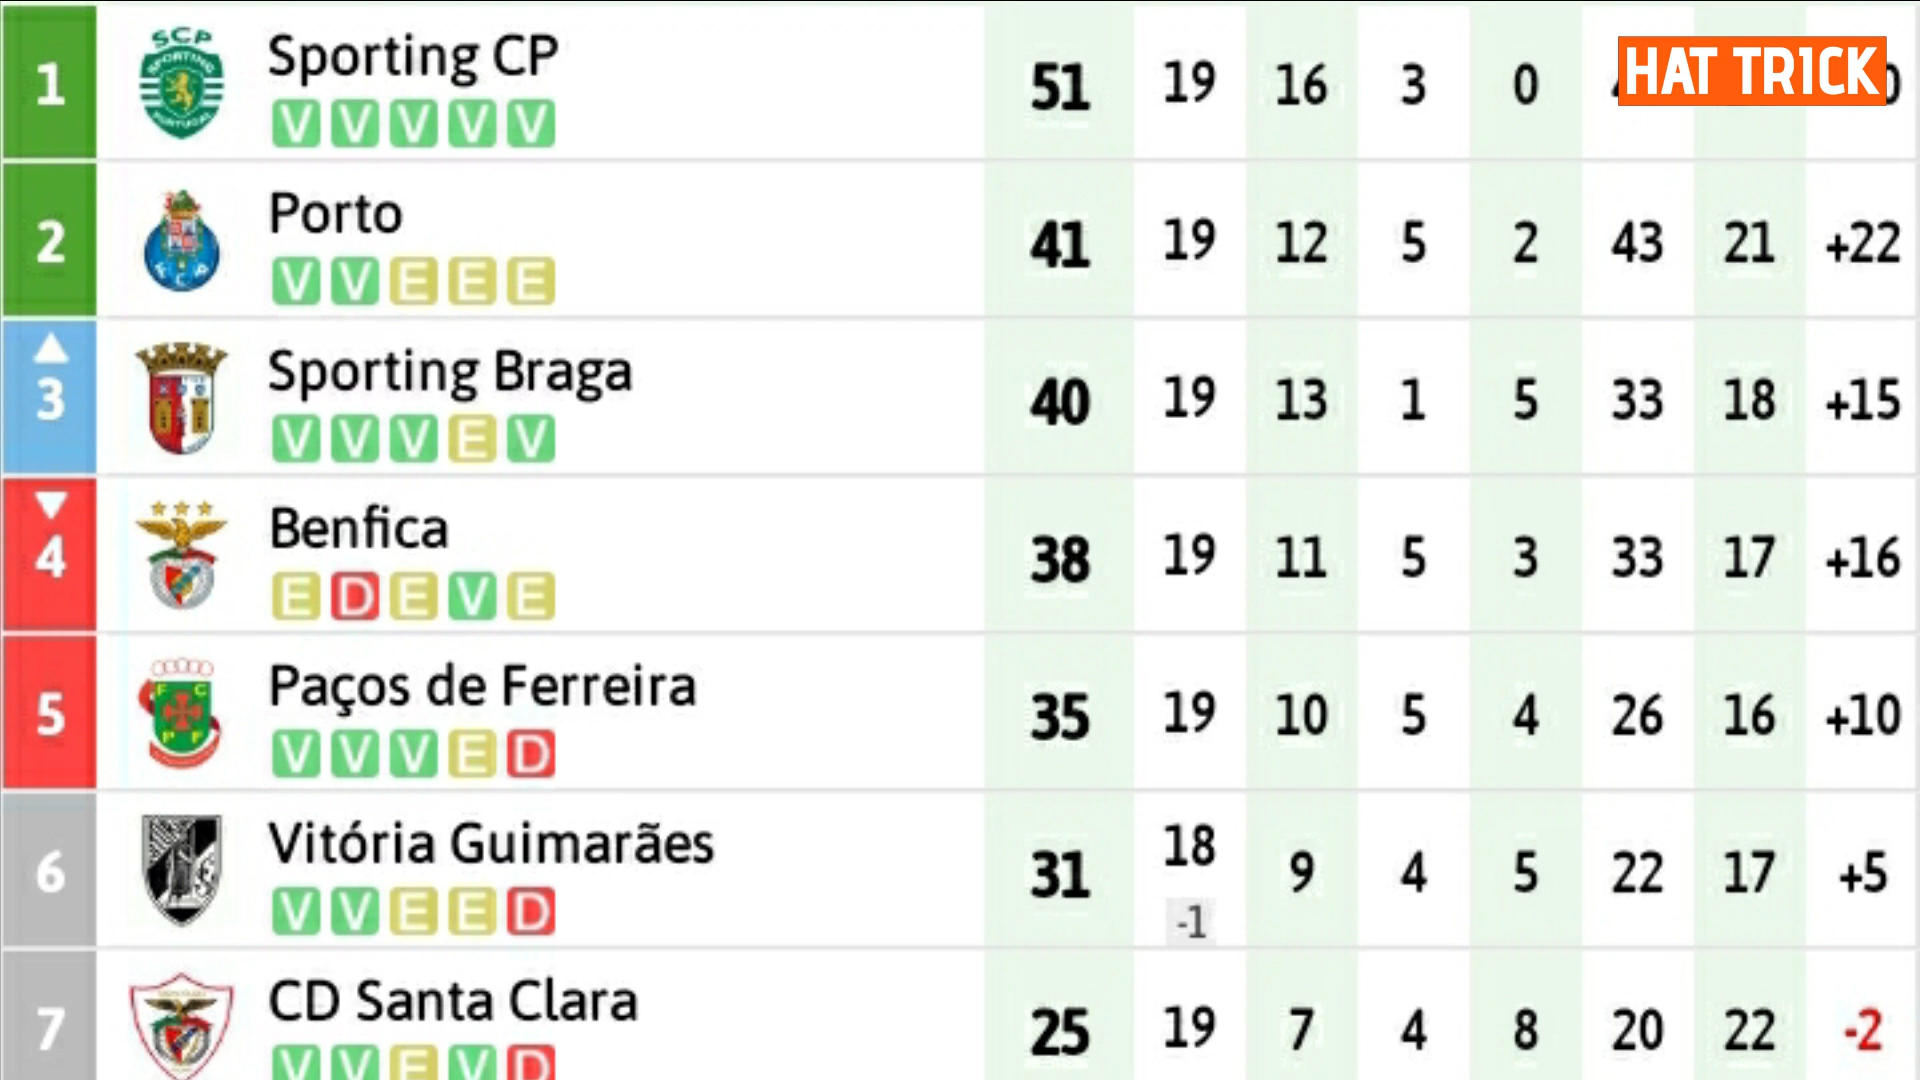 1 SCP SPORTING PORTUGAL Sporting CP 51 19 16 3 0 HAT TRICK
V V V V V
2 Porto 41 19 12 5 2 43 21 +22
V V E E E
3 Sporting Braga 40 19 13 1 5 33 18 +15
V V V E V
4 Benfica 38 19 11 5 3 33 17 +16
E D E V E
5 Paços de Ferreira 35 19 10 5 4 26 16 +10
V V V E D
6 Vitória Guimarães 31 18 9 4 5 22 17 +5
V V E E D -1
7 CD Santa Clara 25 19 7 4 8 20 22 -2
V V E V D